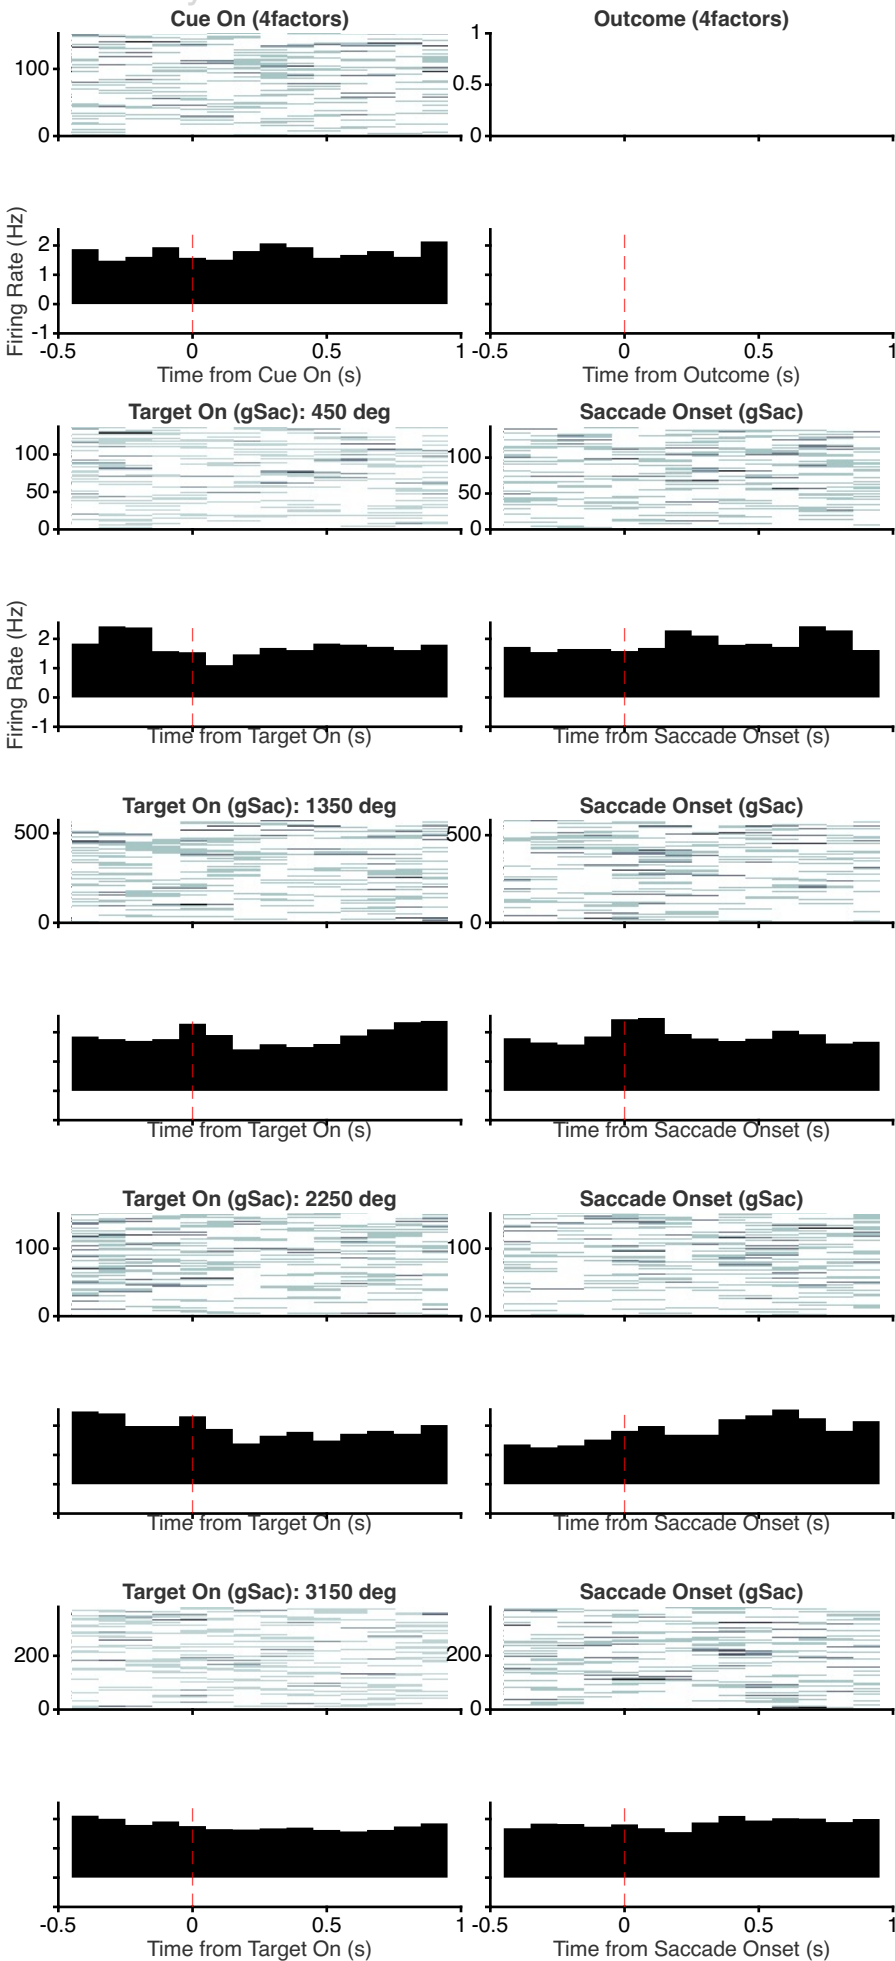 Cue On (4factors) Outcome (4factors)
100
0
1
0.5
0
Firing Rate (Hz)
2
1
0
-1
-0.5 0 0.5 1 -0.5 0 0.5 1
Time from Cue On (s) Time from Outcome (s)
Target On (gSac): 450 deg Saccade Onset (gSac)
100
50
0
100
50
0
Firing Rate (Hz)
2
1
0
-1
Time from Target On (s) Time from Saccade Onset (s)
Target On (gSac): 1350 deg Saccade Onset (gSac)
500
0
500
0
Time from Target On (s) Time from Saccade Onset (s)
Target On (gSac): 2250 deg Saccade Onset (gSac)
100
0
100
0
Time from Target On (s) Time from Saccade Onset (s)
Target On (gSac): 3150 deg Saccade Onset (gSac)
200
0
200
0
-0.5 0 0.5 1 -0.5 0 0.5 1
Time from Target On (s) Time from Saccade Onset (s)